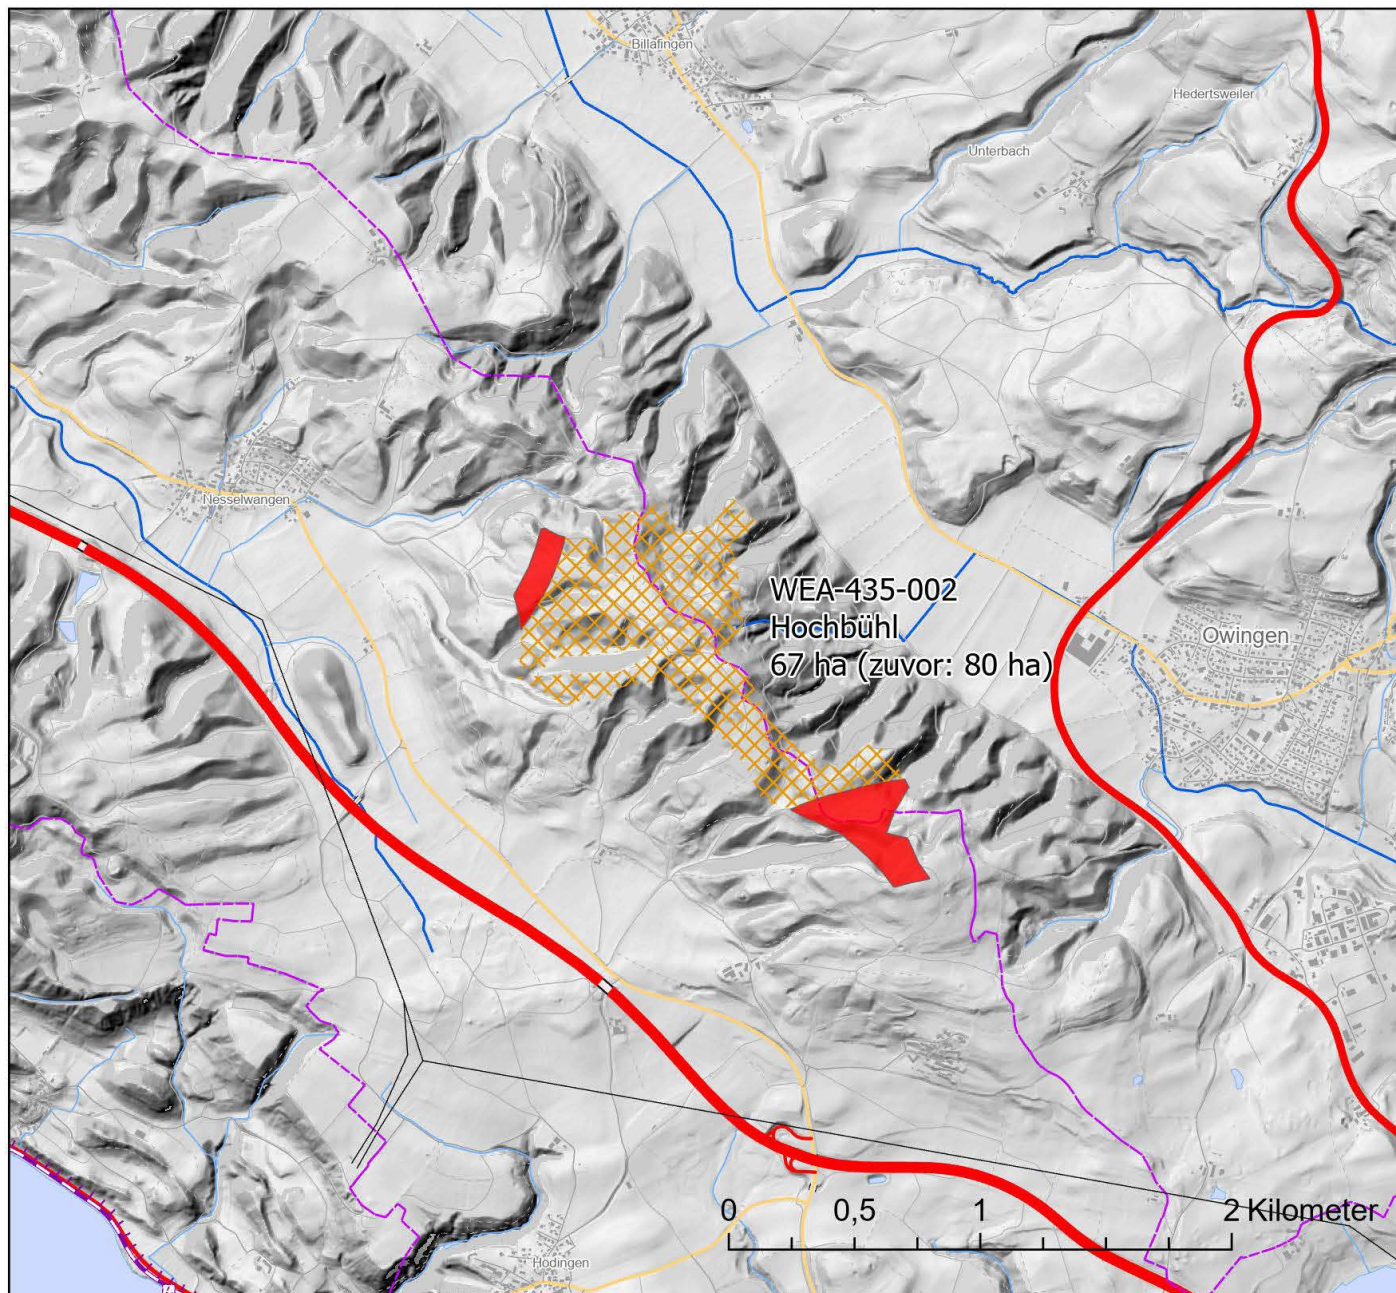 Billafingen
Hedertsweiler
Unterbach
Nesselwangen
WEA-435-002
Hochbühl
67 ha (zuvor: 80 ha)
Owingen
0 0,5 1 2 Kilometer
Hödingen